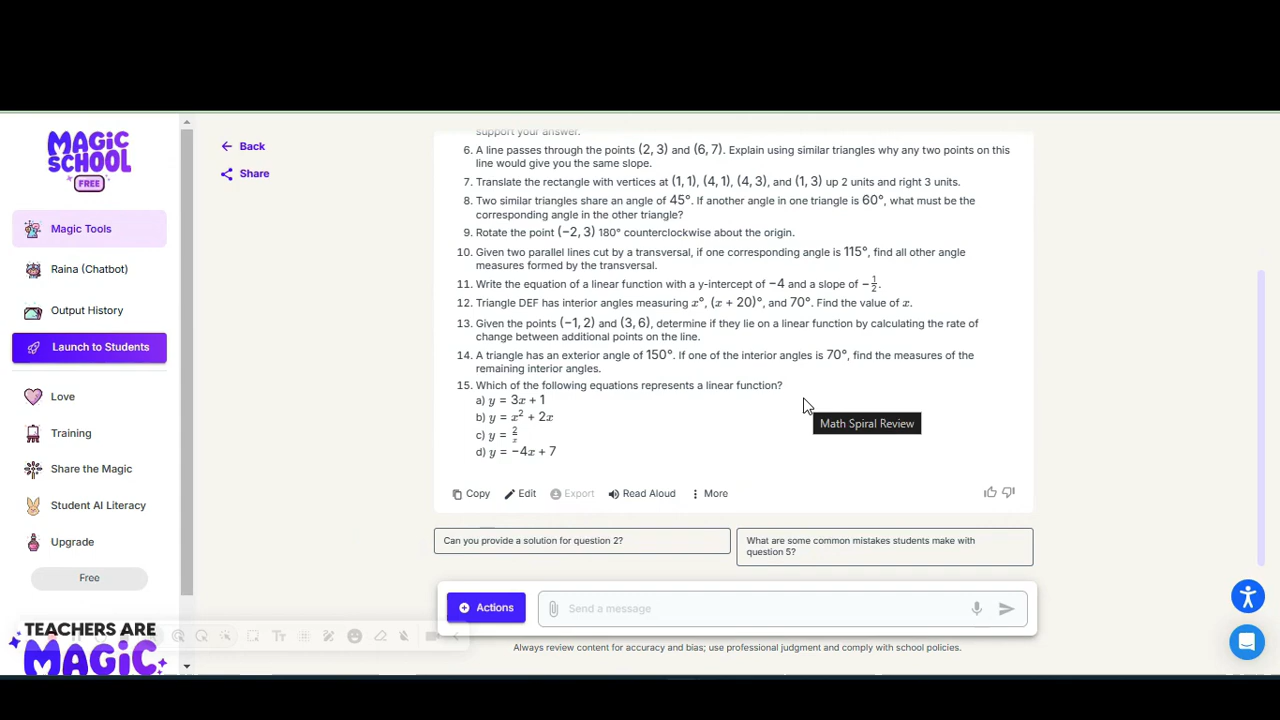 MAGIC
SCHOOL
FREE
Magic Tools
Raina (Chatbot)
Output History
Launch to Students
Love
Training
Share the Magic
Student AI Literacy
Upgrade
Free
TEACHERS ARE
MAGIC
Back
Share
support your answer.
6. A line passes through the points (2, 3) and (6, 7). Explain using similar triangles why any two points on this
line would give you the same slope.
7. Translate the rectangle with vertices at (1, 1), (4, 1), (4, 3), and (1, 3) up 2 units and right 3 units.
8. Two similar triangles share an angle of 45°. If another angle in one triangle is 60°, what must be the
corresponding angle in the other triangle?
9. Rotate the point (−2, 3) 180° counterclockwise about the origin.
10. Given two parallel lines cut by a transversal, if one corresponding angle is 115°, find all other angle
measures formed by the transversal.
11. Write the equation of a linear function with a y-intercept of −4 and a slope of −1/2.
12. Triangle DEF has interior angles measuring x°, (x + 20)°, and 70°. Find the value of x.
13. Given the points (−1, 2) and (3, 6), determine if they lie on a linear function by calculating the rate of
change between additional points on the line.
14. A triangle has an exterior angle of 150°. If one of the interior angles is 70°, find the measures of the
remaining interior angles.
15. Which of the following equations represents a linear function?
a) y = 3x + 1
b) y = x² + 2x
c) y = 2/x
d) y = −4x + 7
Math Spiral Review
Copy
Edit
Export
Read Aloud
More
Can you provide a solution for question 2?
What are some common mistakes students make with
question 5?
Actions
Send a message
Tт
Always review content for accuracy and bias; use professional judgment and comply with school policies.